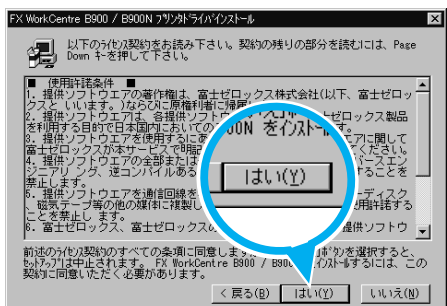 FX WorkCentre B900 / B900N プリンタドライバインストール
以下のライセンス契約をお読み下さい。契約の残りの部分を読むには、Page
Down キーを押して下さい。
■ 使用許諾条件 ■
1. 提供ソフトウエアの著作権は、富士ゼロックス株式会社(以下、富士ゼロッ
クスと いいます。)ならびに原権利者に帰属
2. 提供ソフトウエアは、各提供ソフ ゼロックス製品
を利用する目的で日本国内においての OON をインストール す。
3. 提供ソフトウエアを使用するにあ エアに関して
富士ゼロックスが本サービスで明 ください。
4. 提供ソフトウエアの全部または バースエン
ジニアリ ング、逆コンパイルある することを
禁止します。
5. 提供ソフトウエアを通信回線を ーディスク
、磁気テープ等の他の媒体に複製し 用許諾する
ことを禁止し ます。
6. 富士ゼロックス、富士ゼロックスの 提供ソフトウ
はい(Y)
前述のライセンス契約のすべての条項に同意しま ボタンを選択すると、
セットアップは中止されます。 FX WorkCentre B900 / B900 インストールするには、この
契約に同意いただく必要があります。
< 戻る(B) はい(Y) いいえ(N)